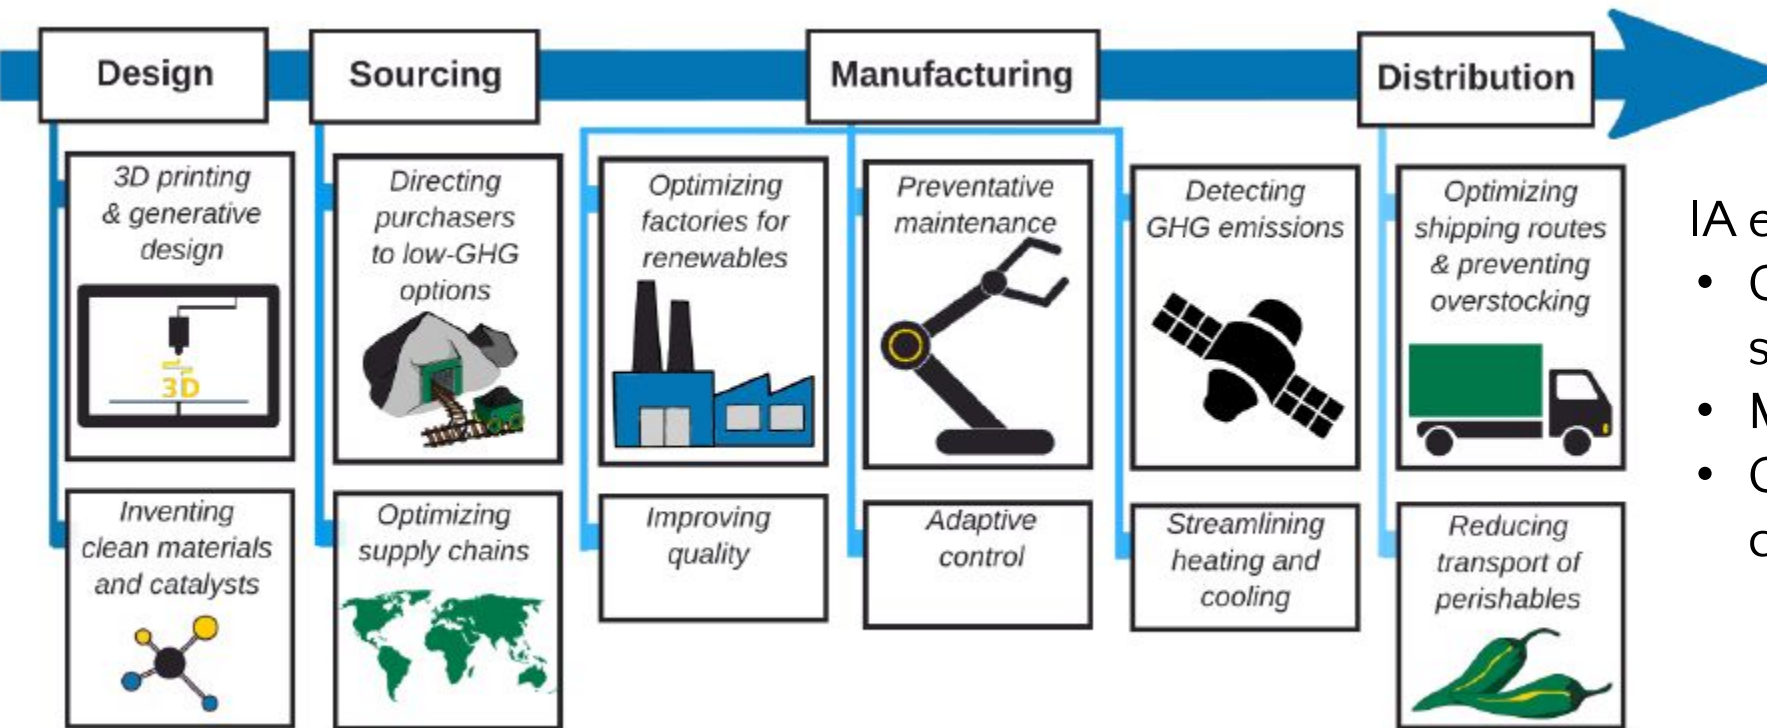 Design
Sourcing
Manufacturing
Distribution
3D printing
& generative
design
3D
Inventing
clean materials
and catalysts
Directing
purchasers
to low-GHG
options
Optimizing
supply chains
Optimizing
factories for
renewables
Improving
quality
Preventative
maintenance
Adaptive
control
Detecting
GHG emissions
Streamlining
heating and
cooling
Optimizing
shipping routes
& preventing
overstocking
Reducing
transport of
perishables
IA